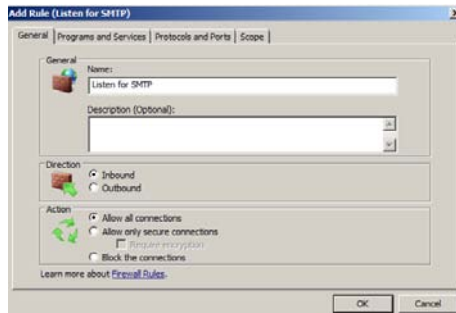 Add Rule (Listen for SMTP)
General Programs and Services Protocols and Ports Scope
General
Name:
Listen for SMTP
Description (Optional):
Direction
Inbound
Outbound
Action
Allow all connections
Allow only secure connections
Require encryption
Block the connections
Learn more about Firewall Rules.
OK Cancel